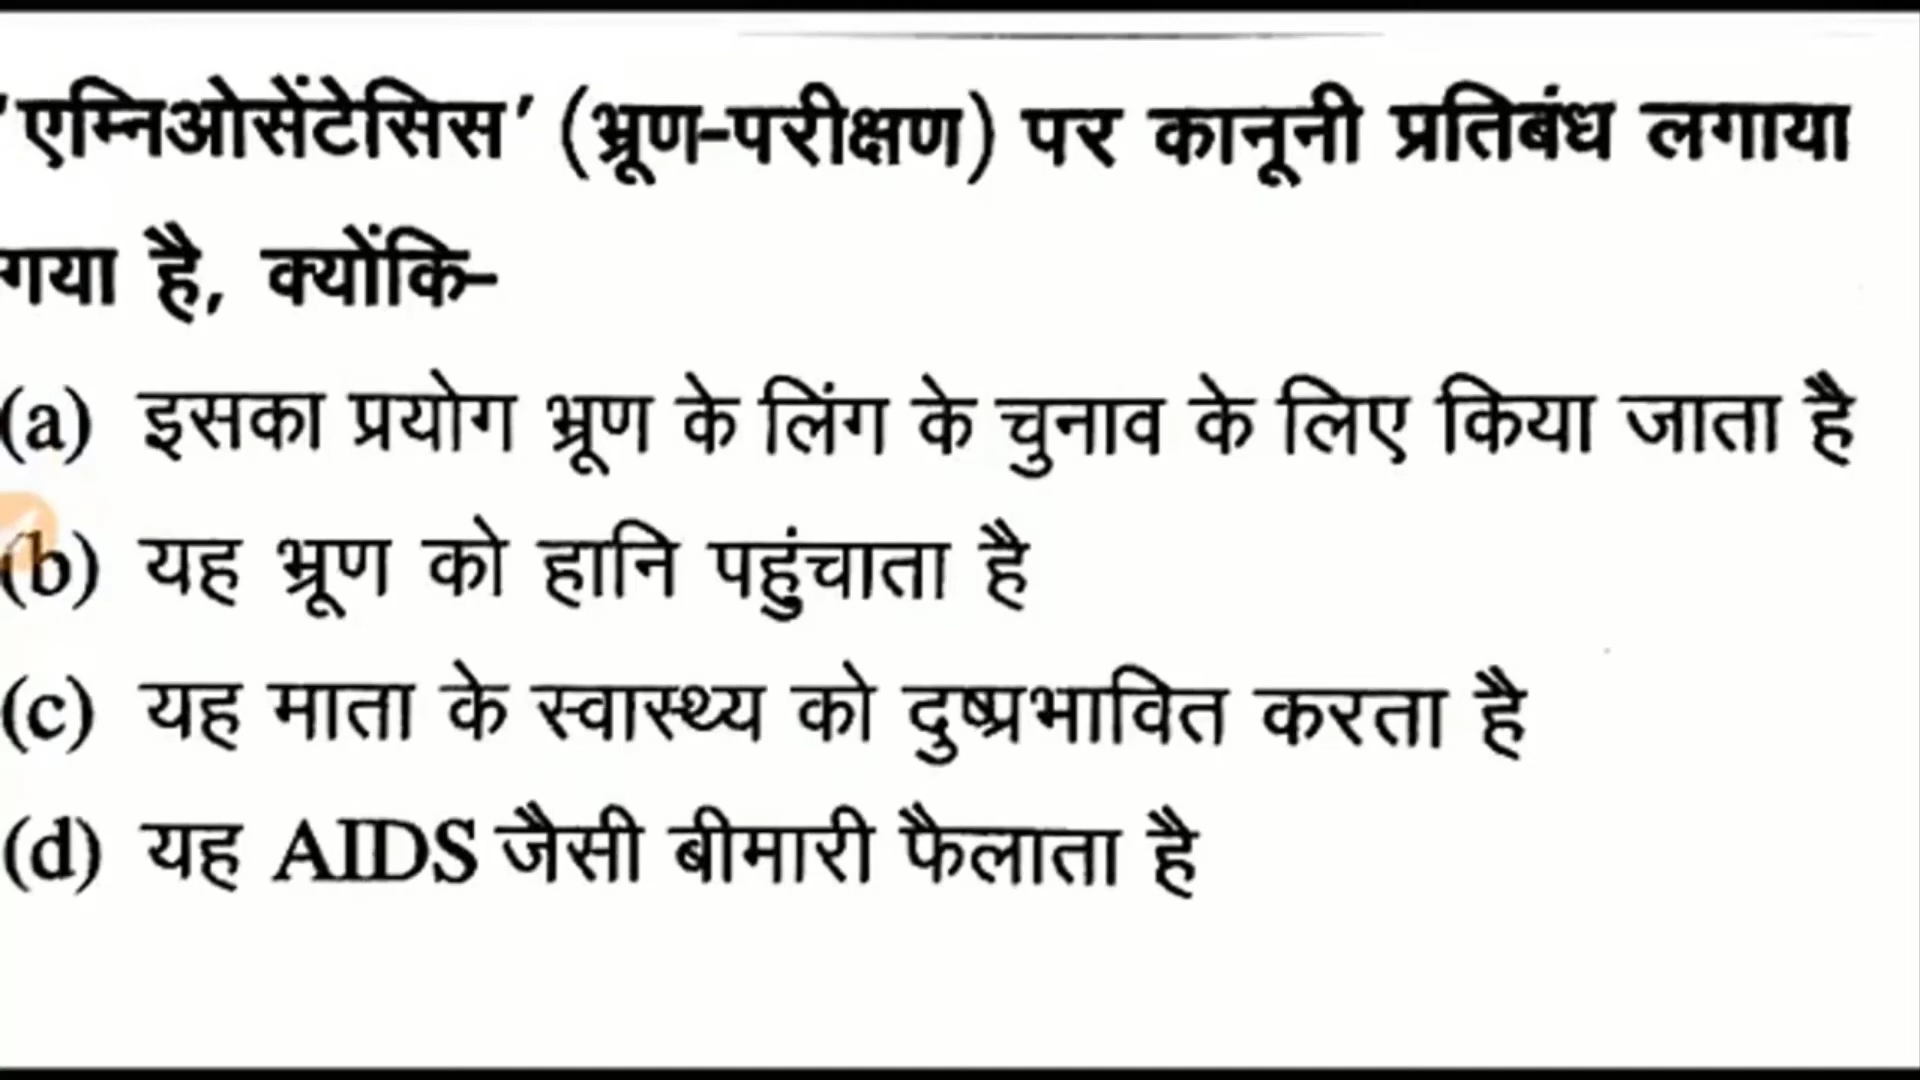 'एम्निओसेंटेसिस' (भ्रूण-परीक्षण) पर कानूनी प्रतिबंध लगाया
गया है, क्योंकि-
(a) इसका प्रयोग भ्रूण के लिंग के चुनाव के लिए किया जाता है
(b) यह भ्रूण को हानि पहुंचाता है
(c) यह माता के स्वास्थ्य को दुष्प्रभावित करता है
(d) यह AIDS जैसी बीमारी फैलाता है